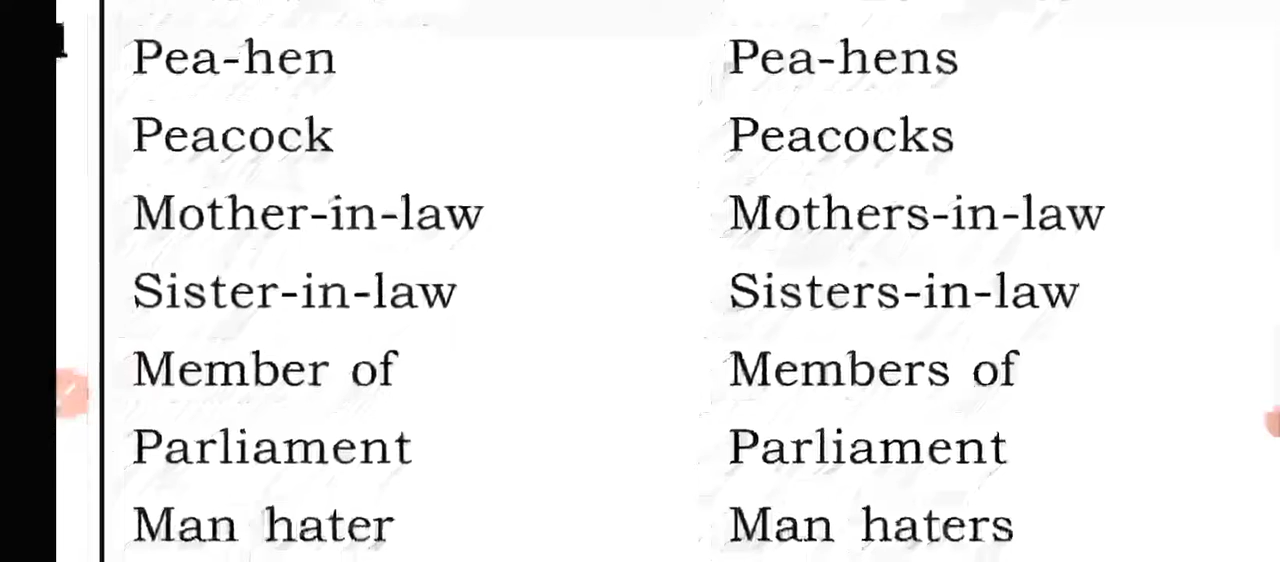 Pea-hen Pea-hens
Peacock Peacocks
Mother-in-law Mothers-in-law
Sister-in-law Sisters-in-law
Member of Members of
Parliament Parliament
Man hater Man haters